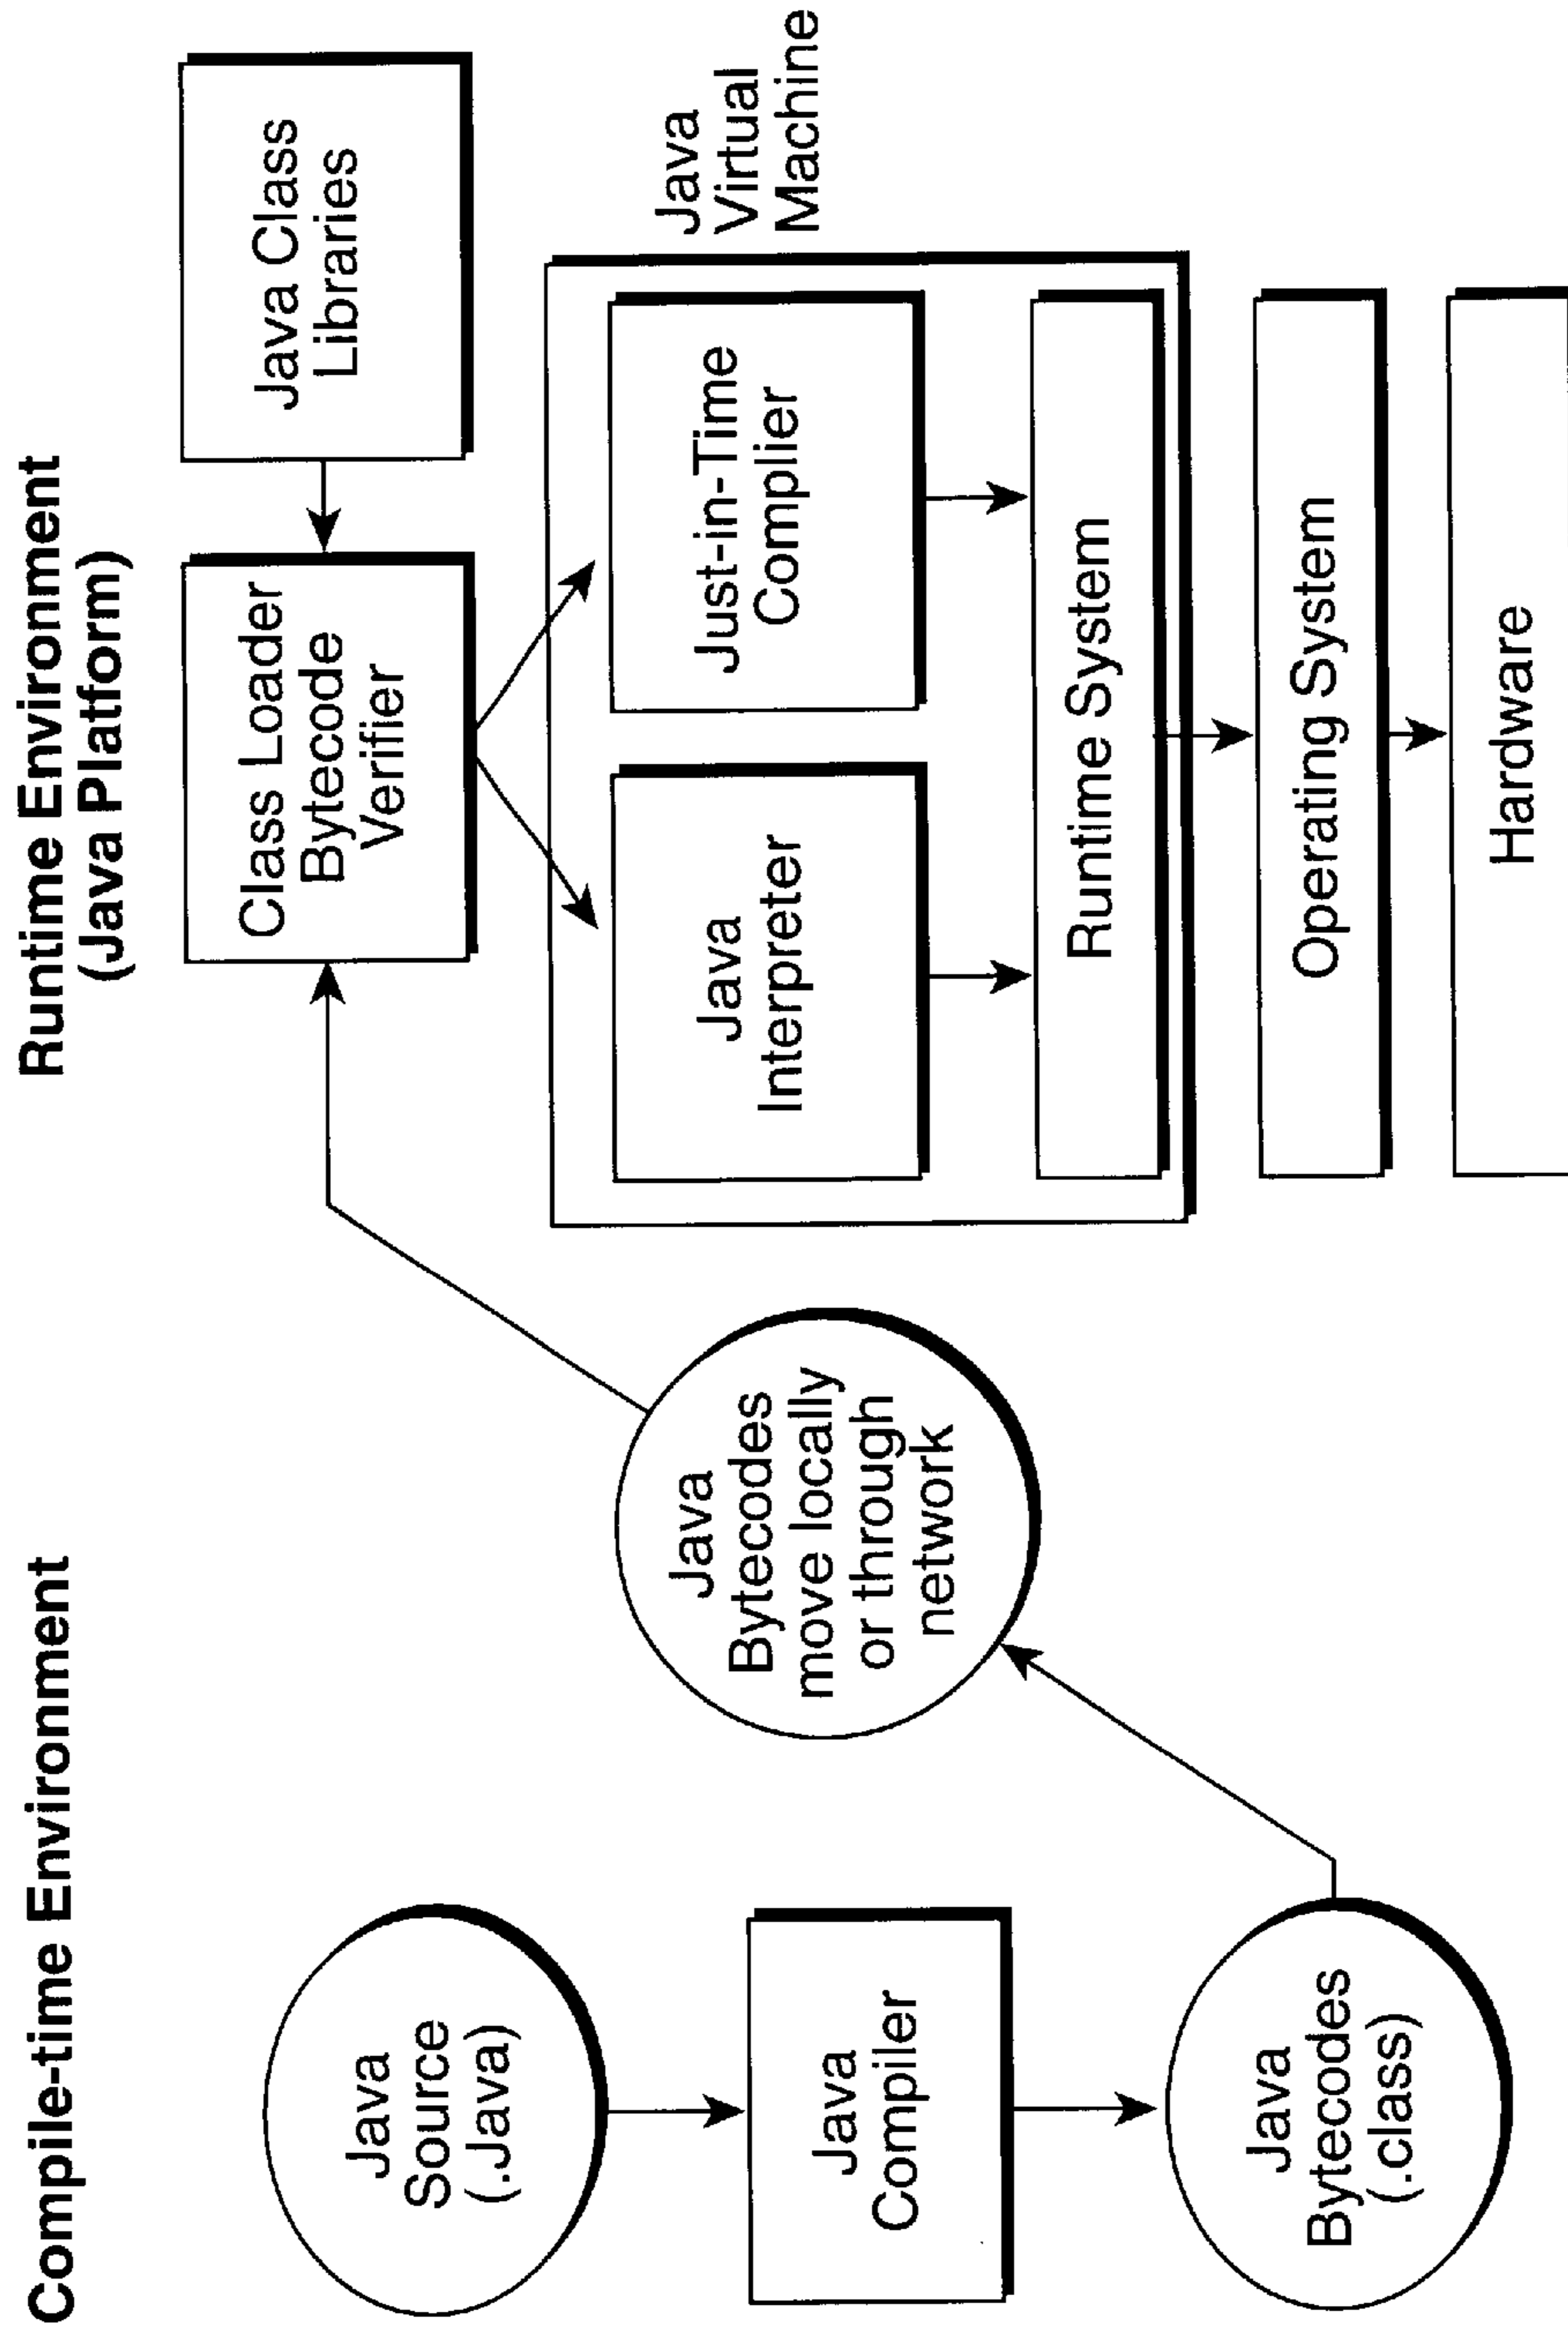 Compile-time Environment
Java
Source
(.Java)
Java
Compiler
Java
Bytecodes
(.class)
Java
Bytecodes
move locally
or through
network
Runtime Environment
(Java Platform)
Class Loader
Bytecode
Verifier
Java Class
Libraries
Java
Interpreter
Just-in-Time
Complier
Java
Virtual
Machine
Runtime System
Operating System
Hardware